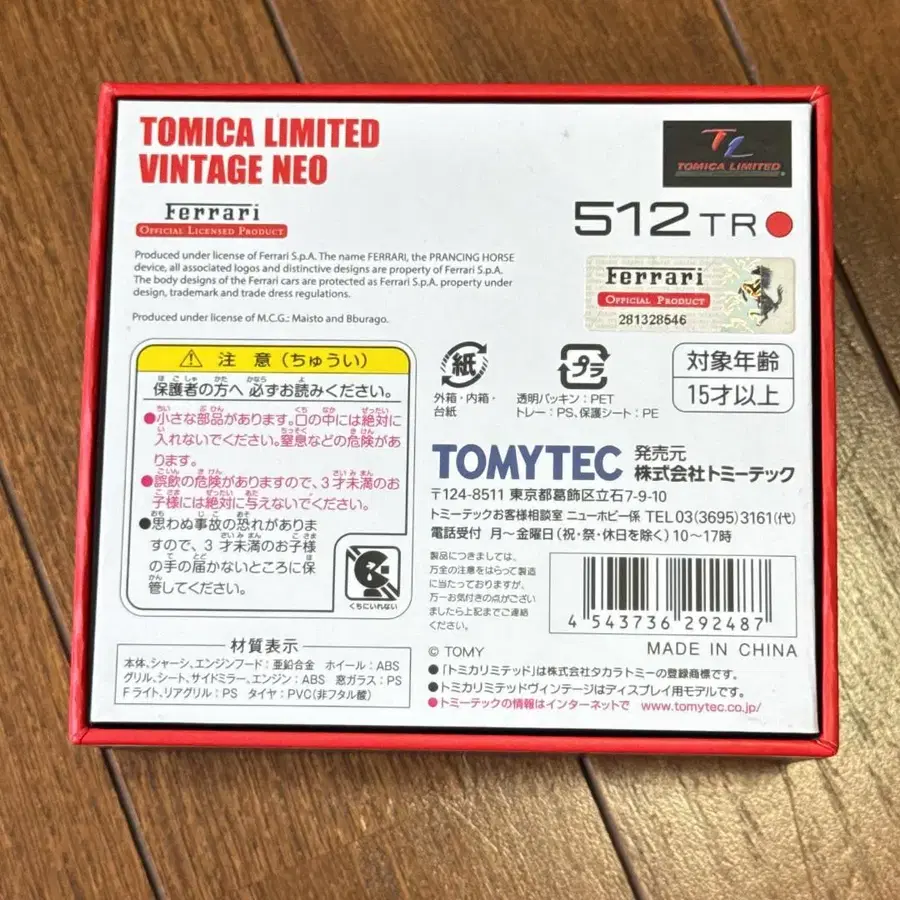 TOMICA LIMITED
VINTAGE NEO
TL
TOMICA LIMITED
Ferrari
OFFICIAL LICENSED PRODUCT
512 TR
Produced under license of Ferrari S.p.A. The name FERRARI, the PRANCING HORSE
device, all associated logos and distinctive designs are property of Ferrari S.p.A.
The body designs of the Ferrari cars are protected as Ferrari S.p.A. property under
design, trademark and trade dress regulations.
Produced under license of M.C.G.: Maisto and Bburago.
Ferrari
OFFICIAL PRODUCT
281328546
注 意(ちゅうい)
保護者の方へ 必ずお読みください。
●小さな部品があります。口の中には絶対に
入れないでください。窒息などの危険があ
ります。
●誤飲の危険がありますので、3才未満のお
子様には絶対に与えないでください。
●思わぬ事故の恐れがありま
すので、3才未満のお子様
の手の届かないところに保
管してください。
くちにいれない
紙
外箱・内箱・
台紙
プラ
透明パッキン:PET
トレー:PS、保護シート:PE
対象年齢
15才以上
TOMYTEC
発売元
株式会社トミーテック
〒124-8511 東京都葛飾区立石7-9-10
トミーテックお客様相談室 ニューホビー係 TEL 03(3695)3161(代)
電話受付 月〜金曜日(祝・祭・休日を除く)10〜17時
製品につきましては、
万全の注意をはらって製造
に当たっておりますが、
万一お気付きの点がござい
ましたら上記までご連絡
ください。
4 543736 292487
© TOMY
MADE IN CHINA
●「トミカリミテッド」は株式会社タカラトミーの登録商標です。
●トミカリミテッドヴィンテージはディスプレイ用モデルです。
●トミーテックの情報はインターネットで www.tomytec.co.jp/
材質表示
本体、シャーシ、エンジンフード:亜鉛合金 ホイール:ABS
グリル、シート、サイドミラー、エンジン:ABS 窓ガラス:PS
Fライト、リアグリル:PS タイヤ:PVC(非フタル酸)